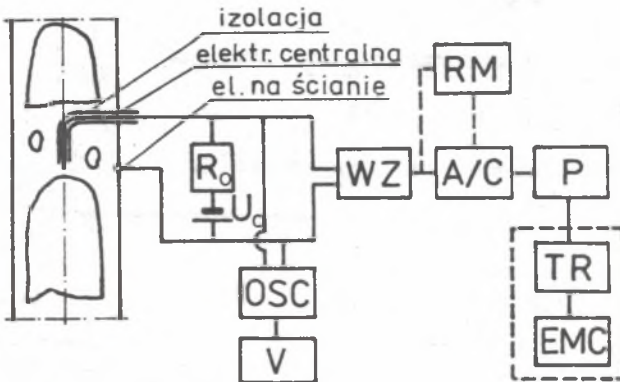 izolacja
elektr. centralna
el. na ścianie
RM
R₀
WZ
A/C
P
U₀
OSC
TR
V
EMC